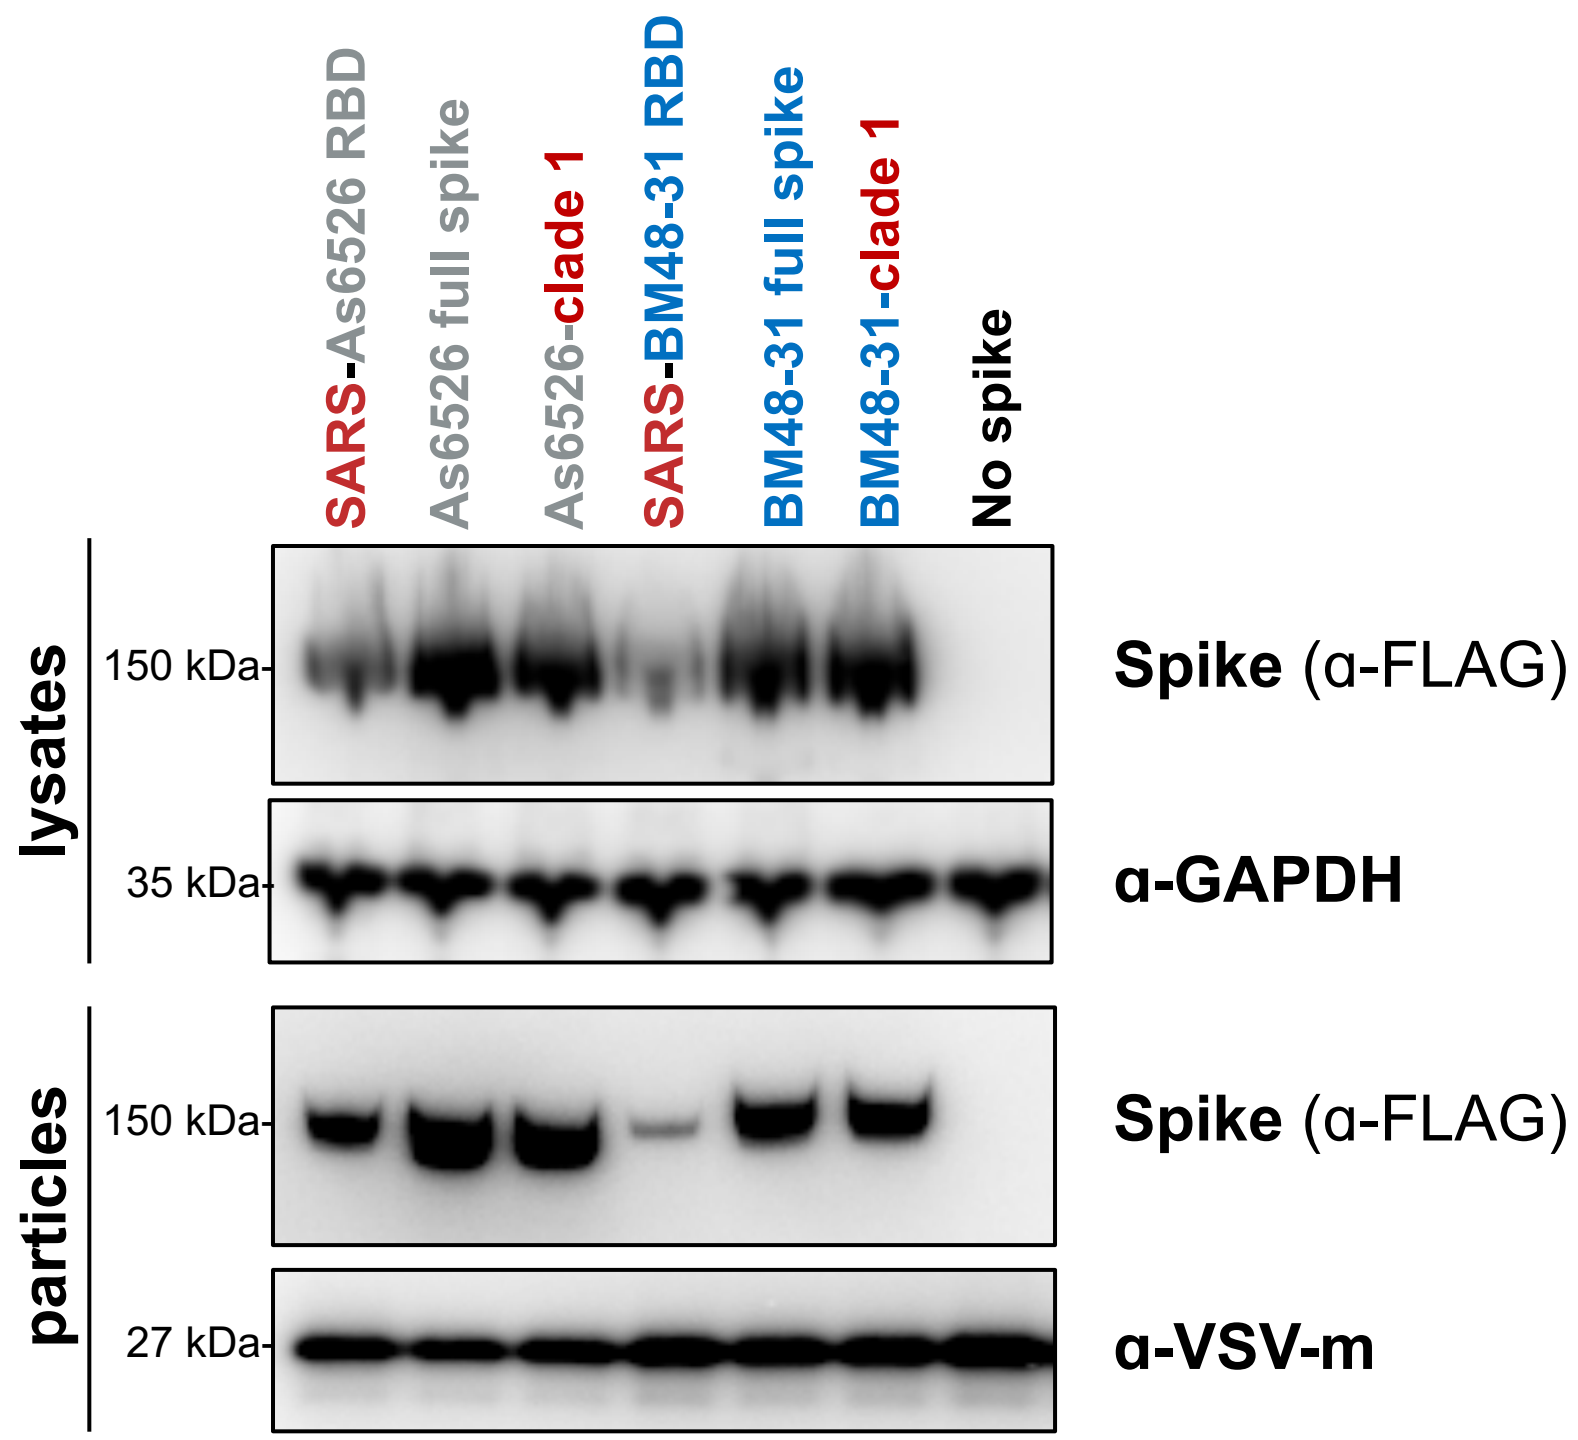 SARS-As6526 RBD
As6526 full spike
As6526-clade 1
SARS-BM48-31 RBD
BM48-31 full spike
BM48-31-clade 1
No spike
lysates
150 kDa-
Spike (α-FLAG)
35 kDa-
α-GAPDH
particles
150 kDa-
Spike (α-FLAG)
27 kDa-
α-VSV-m